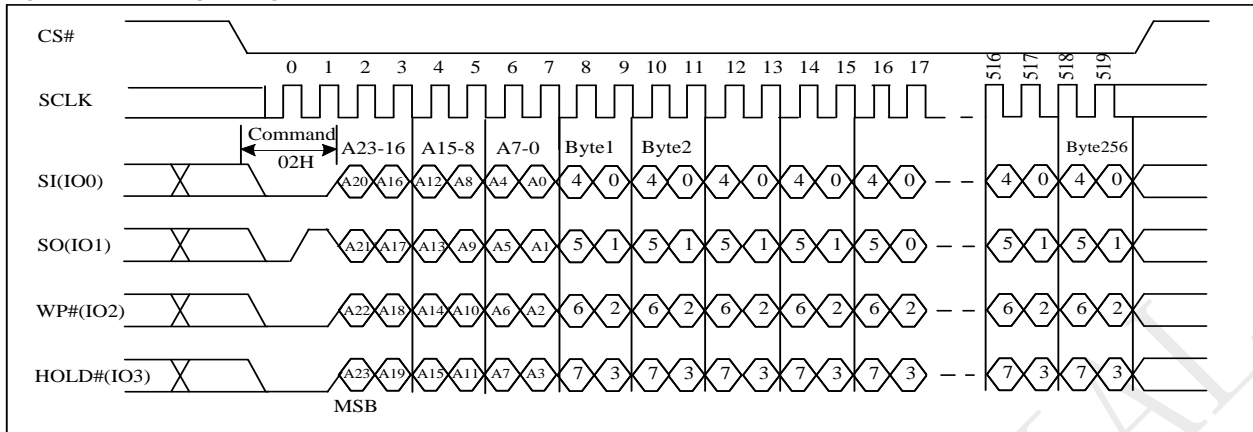 CS#
0 1 2 3 4 5 6 7 8 9 10 11 12 13 14 15 16 17 516 517 518 519
SCLK
Command
02H
A23-16 A15-8 A7-0 Byte1 Byte2 Byte256
SI(IO0) A20 A16 A12 A8 A4 A0 4 0 4 0 4 0 4 0 4 0 4 0 4 0
SO(IO1) A21 A17 A13 A9 A5 A1 5 1 5 1 5 1 5 1 5 0 5 1 5 1
WP#(IO2) A22 A18 A14 A10 A6 A2 6 2 6 2 6 2 6 2 6 2 6 2 6 2
HOLD#(IO3) A23 A19 A15 A11 A7 A3 7 3 7 3 7 3 7 3 7 3 7 3 7 3
MSB